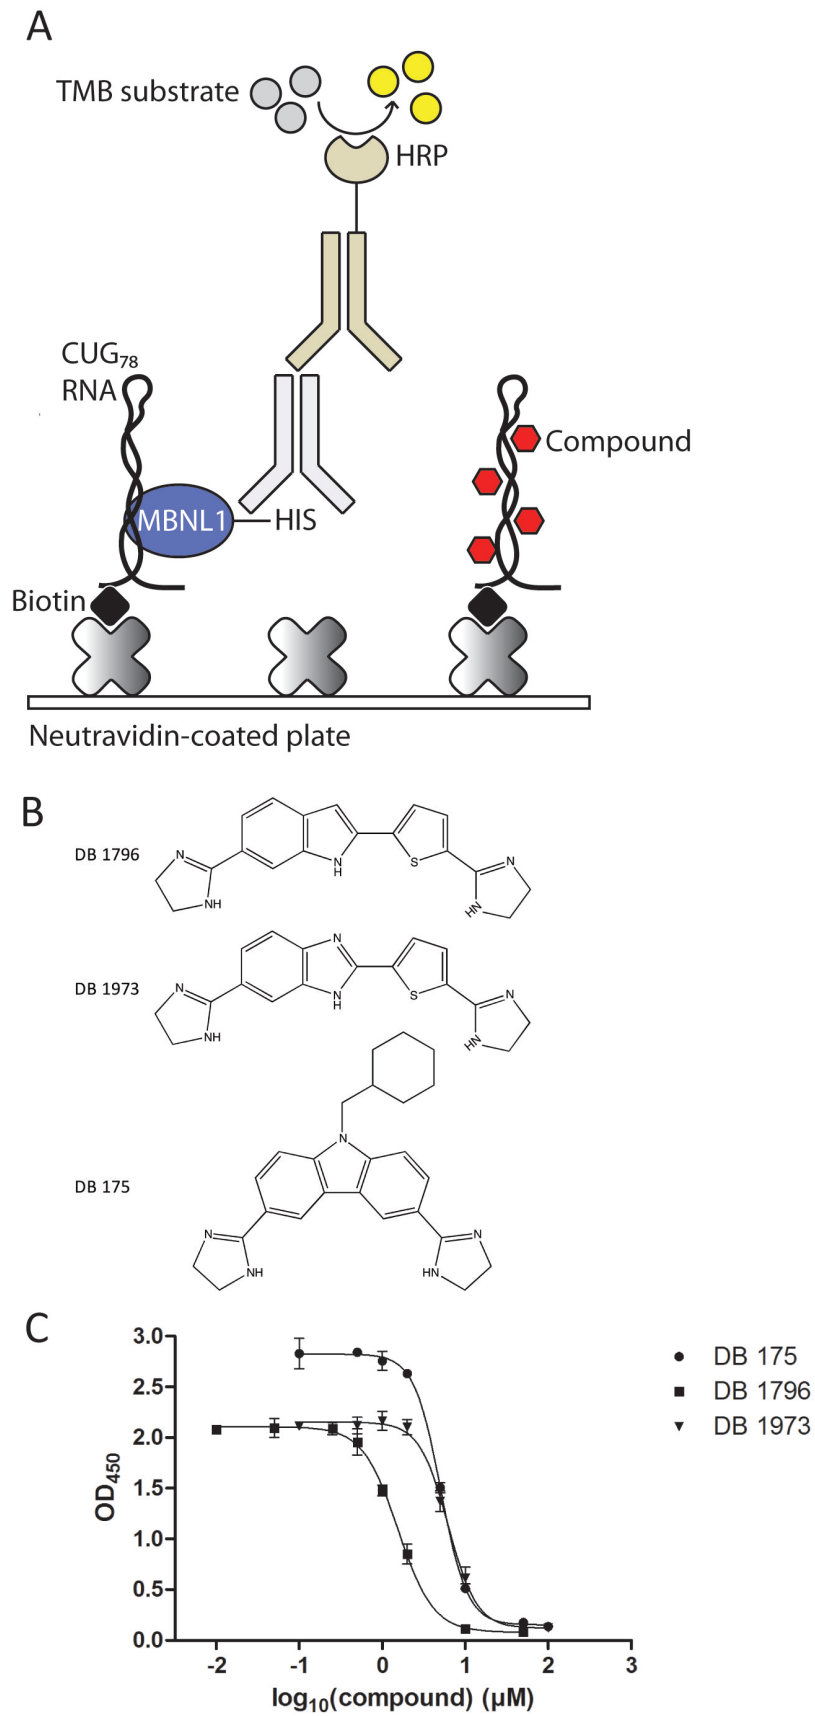 A
TMB substrate
HRP
CUG₇₈
RNA
Compound
MBNL1
HIS
Biotin
Neutravidin-coated plate
B
DB 1796
N
NH
N
H
S
N
HN
DB 1973
N
NH
N
N
H
S
N
HN
DB 175
N
N
NH
N
HN
C
3.0
2.5
2.0
1.5
1.0
0.5
0.0
OD₄₅₀
-2 -1 0 1 2 3
log₁₀(compound) (µM)
DB 175
DB 1796
DB 1973